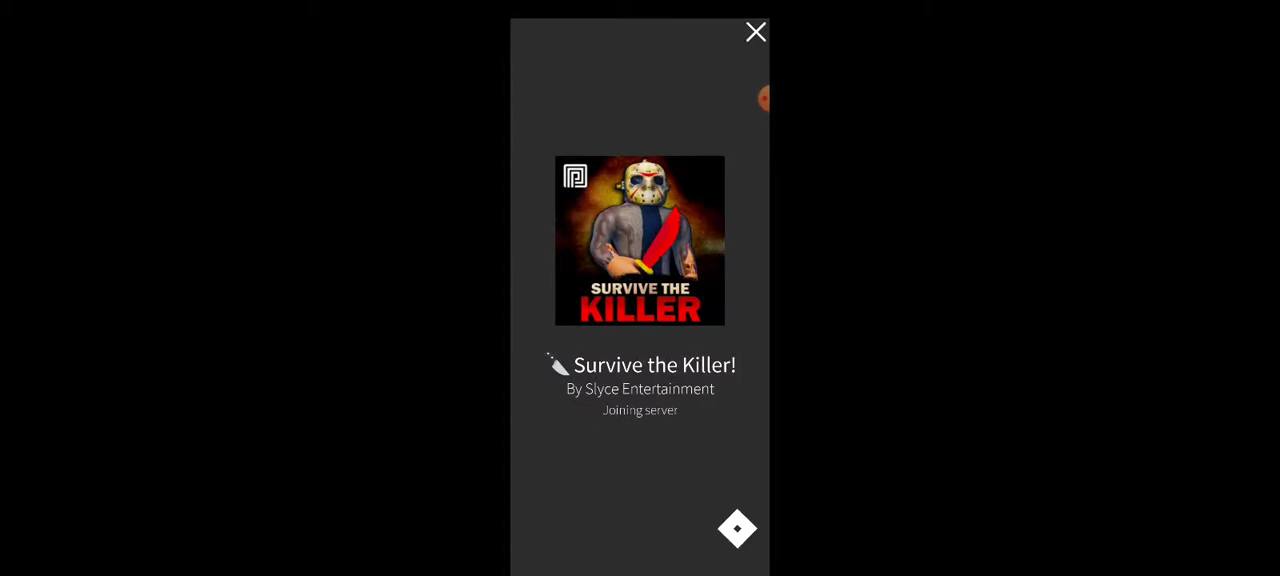 SURVIVE THE
KILLER
🔪 Survive the Killer!
By Slyce Entertainment
Joining server